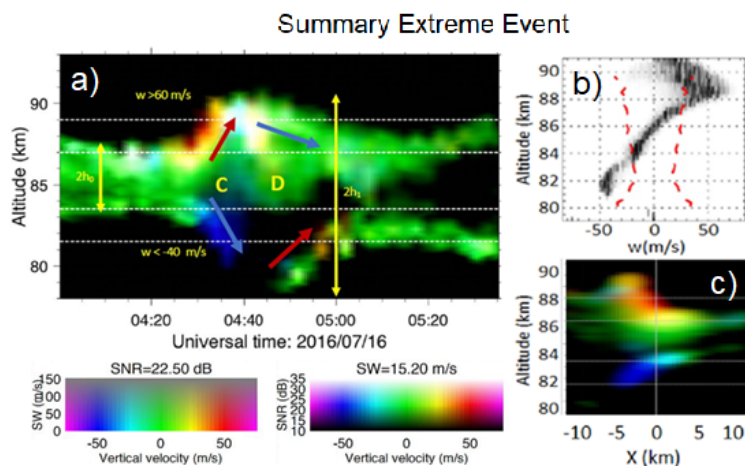 Summary Extreme Event
a)
w >60 m/s
2h₀
C
D
2h₁
w < -40 m/s
Altitude (km)
90
85
80
04:20 04:40 05:00 05:20
Universal time: 2016/07/16
b)
Altitude (km)
90
88
86
84
82
80
-50 0 50
w(m/s)
c)
Altitude (km)
90
88
86
84
82
80
-10 -5 0 5 10
X (km)
SNR=22.50 dB
SW (m/s)
150
100
50
0
-50 0 50
Vertical velocity (m/s)
SW=15.20 m/s
SNR (dB)
35
30
25
20
15
10
-50 0 50
Vertical velocity (m/s)